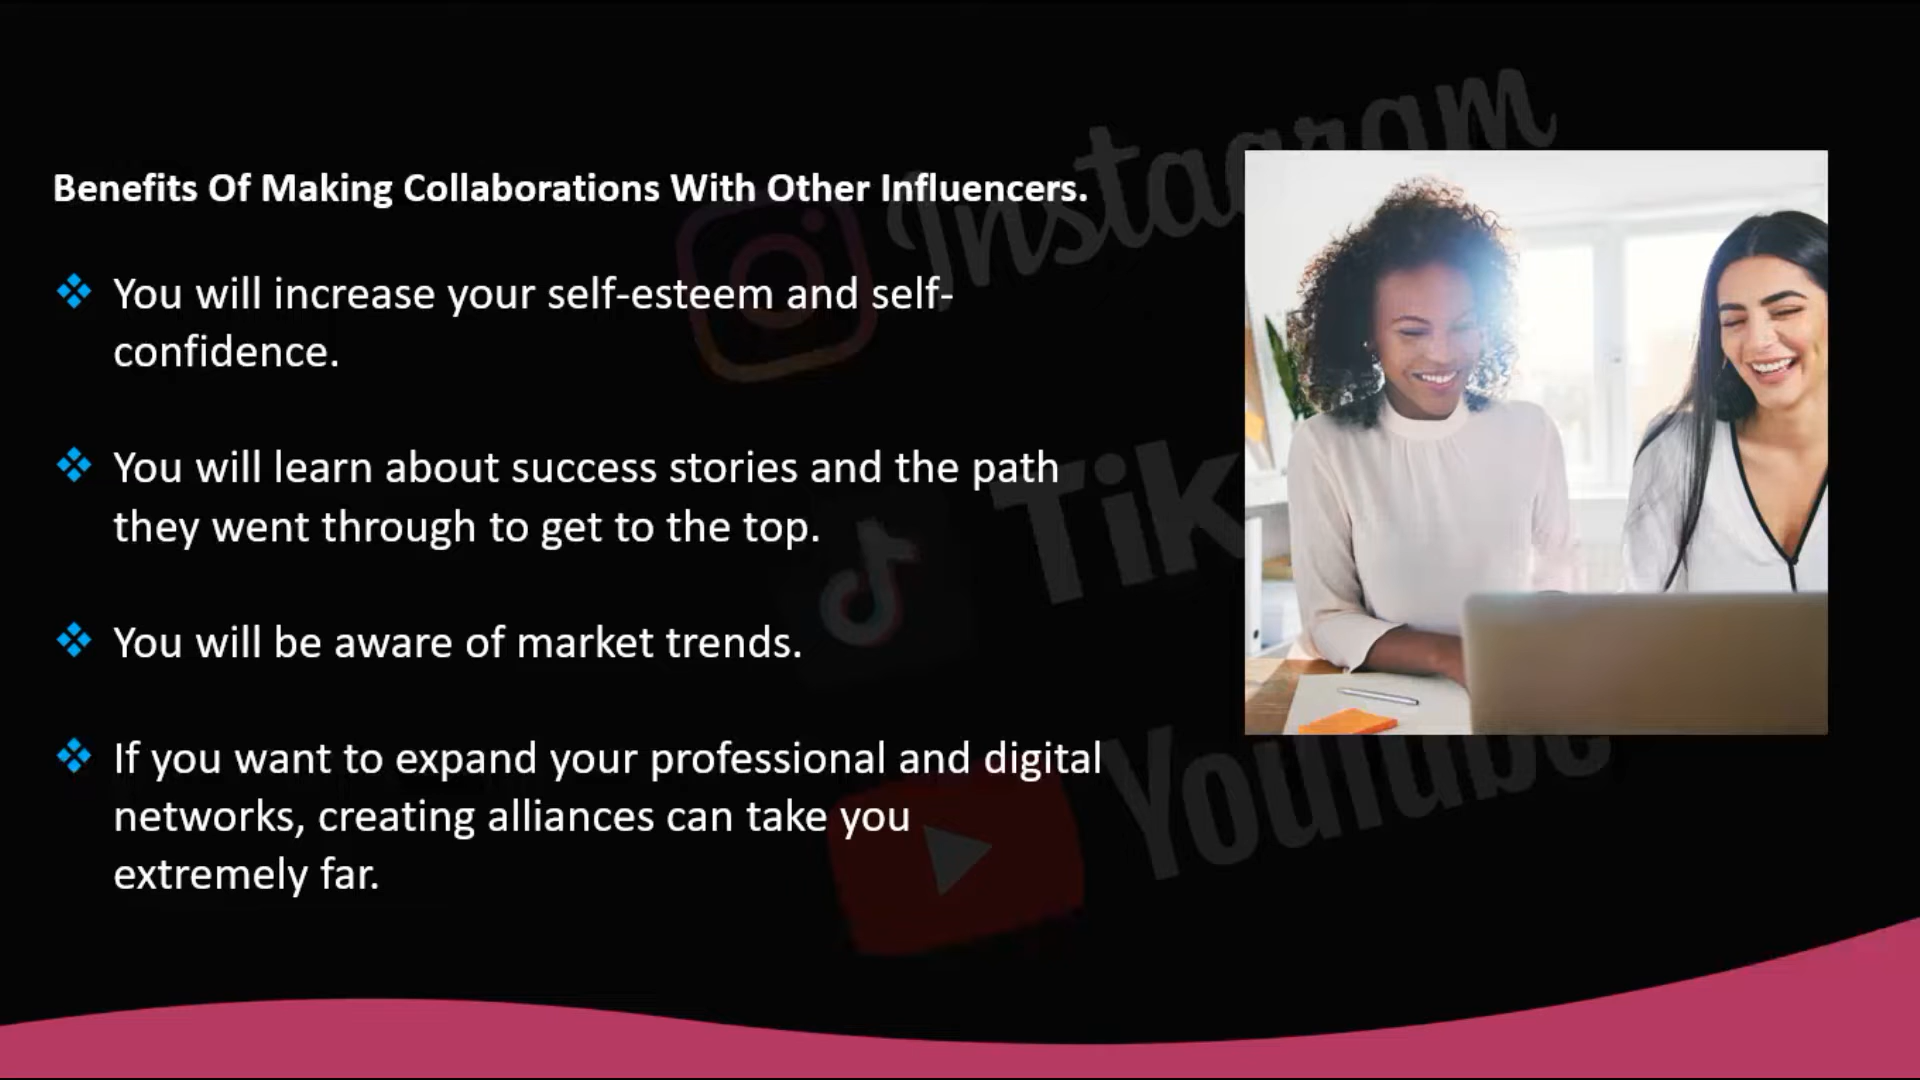 Benefits Of Making Collaborations With Other Influencers.
You will increase your self-esteem and self-
confidence.
You will learn about success stories and the path
they went through to get to the top.
You will be aware of market trends.
If you want to expand your professional and digital
networks, creating alliances can take you
extremely far.
Instagram
Tik
YouTube